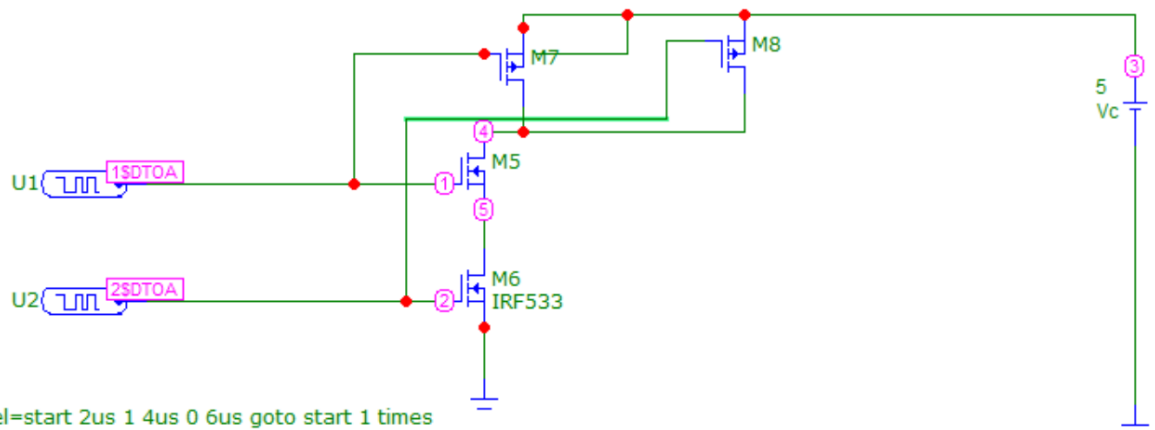 M7
M8
3
5
Vc
4
1$DTOA
M5
U1
1
5
2$DTOA
M6
U2
2
IRF533
el=start 2us 1 4us 0 6us goto start 1 times